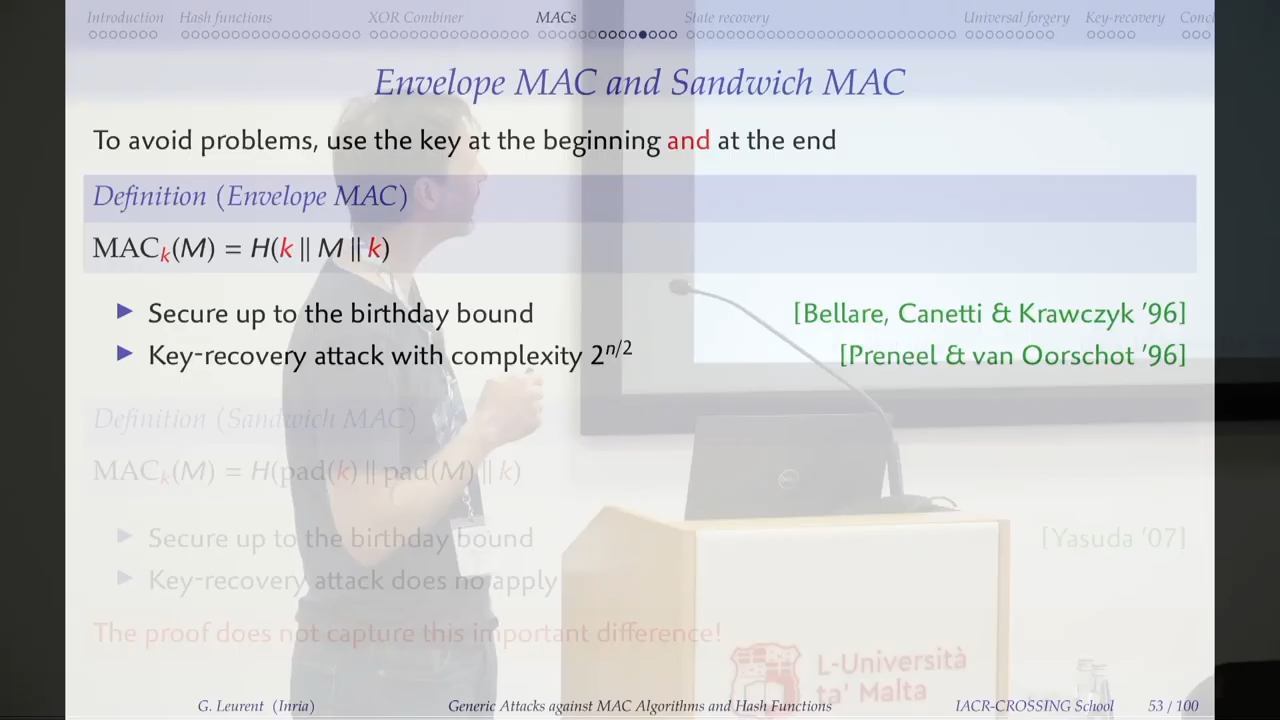 Introduction Hash functions XOR Combiner MACs State recovery Universal forgery Key-recovery
Envelope MAC and Sandwich MAC
To avoid problems, use the key at the beginning and at the end
Definition (Envelope MAC)
MACk(M) = H(k ∥ M ∥ k)
▶ Secure up to the birthday bound [Bellare, Canetti & Krawczyk '96]
▶ Key-recovery attack with complexity 2^{n/2} [Preneel & van Oorschot '96]
Definition (Sandwich MAC)
MACk(M) = H(pad(k) ∥ pad(M) ∥ k)
▶ Secure up to the birthday bound [Yasuda '07]
▶ Key-recovery attack does no apply
The proof does not capture this important difference!
L-Università
ta' Malta
G. Leurent (Inria) Generic Attacks against MAC Algorithms and Hash Functions IACR-CROSSING School 53 / 100